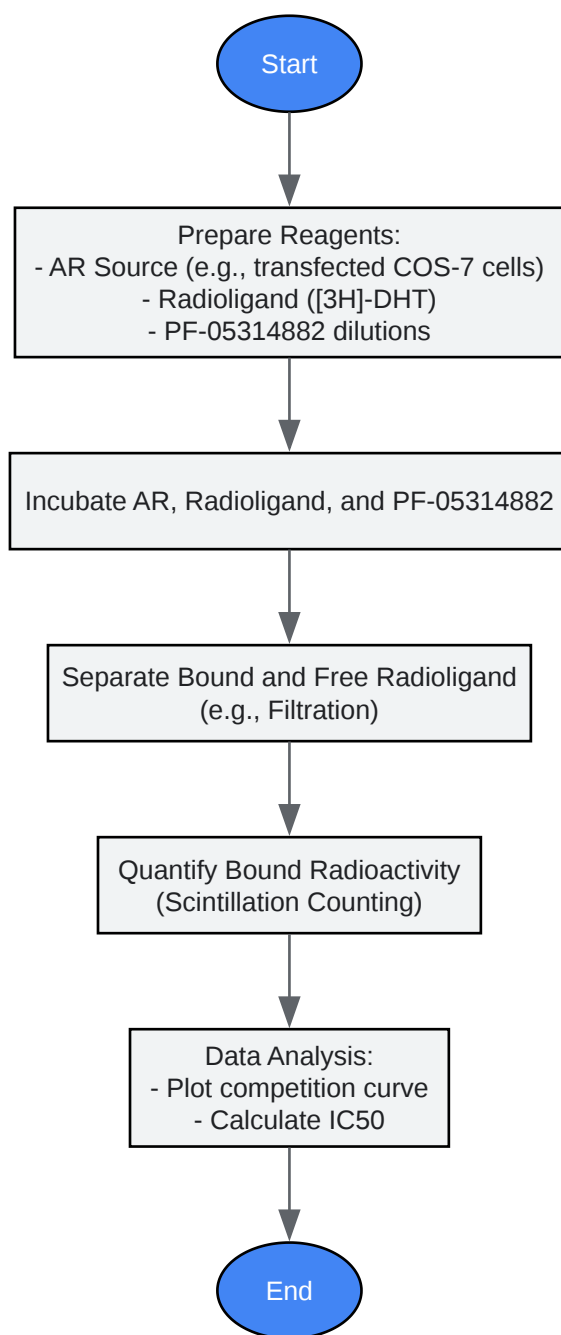 Start
Prepare Reagents:
- AR Source (e.g., transfected COS-7 cells)
- Radioligand ([3H]-DHT)
- PF-05314882 dilutions
Incubate AR, Radioligand, and PF-05314882
Separate Bound and Free Radioligand
(e.g., Filtration)
Quantify Bound Radioactivity
(Scintillation Counting)
Data Analysis:
- Plot competition curve
- Calculate IC50
End